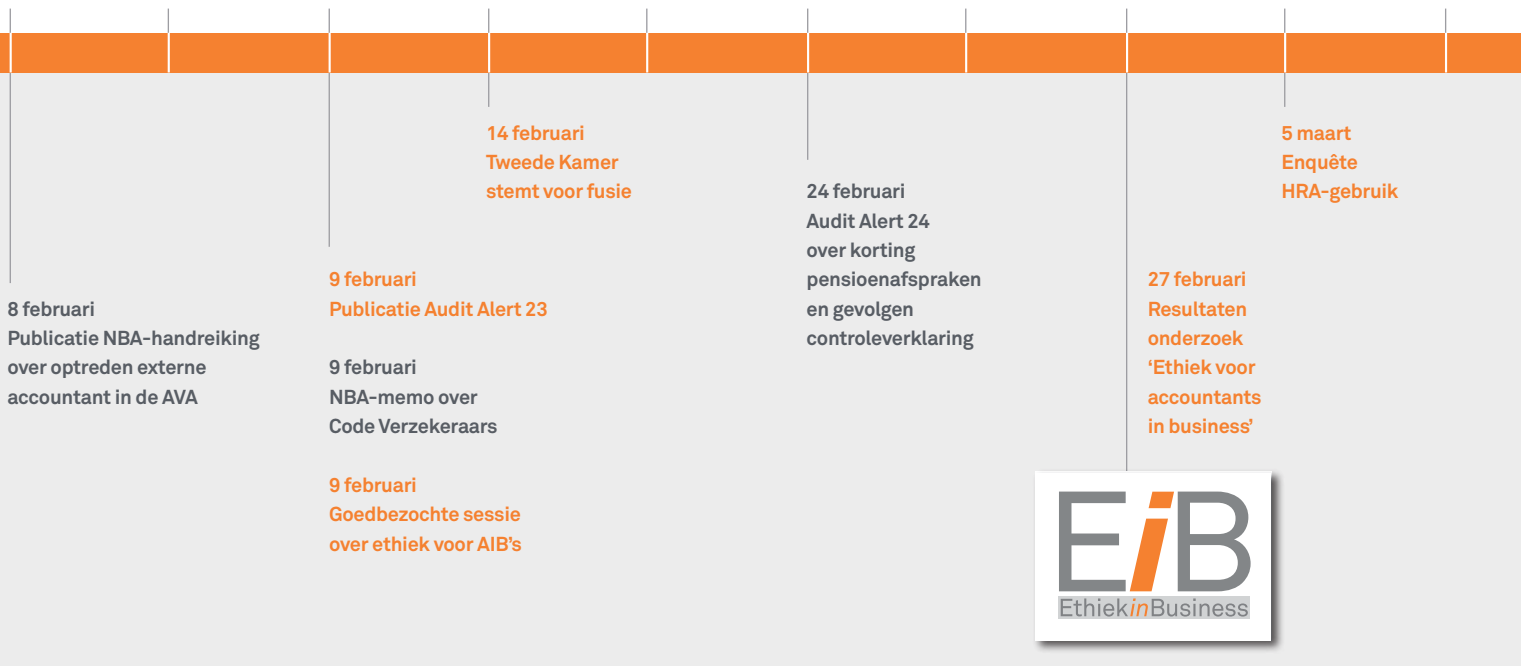 8 februari
Publicatie NBA-handreiking
over optreden externe
accountant in de AVA
9 februari
Publicatie Audit Alert 23
9 februari
NBA-memo over
Code Verzekeraars
9 februari
Goedbezochte sessie
over ethiek voor AIB’s
14 februari
Tweede Kamer
stemt voor fusie
24 februari
Audit Alert 24
over korting
pensioenafspraken
en gevolgen
controleverklaring
27 februari
Resultaten
onderzoek
‘Ethiek voor
accountants
in business’
EiB
EthiekinBusiness
5 maart
Enquête
HRA-gebruik